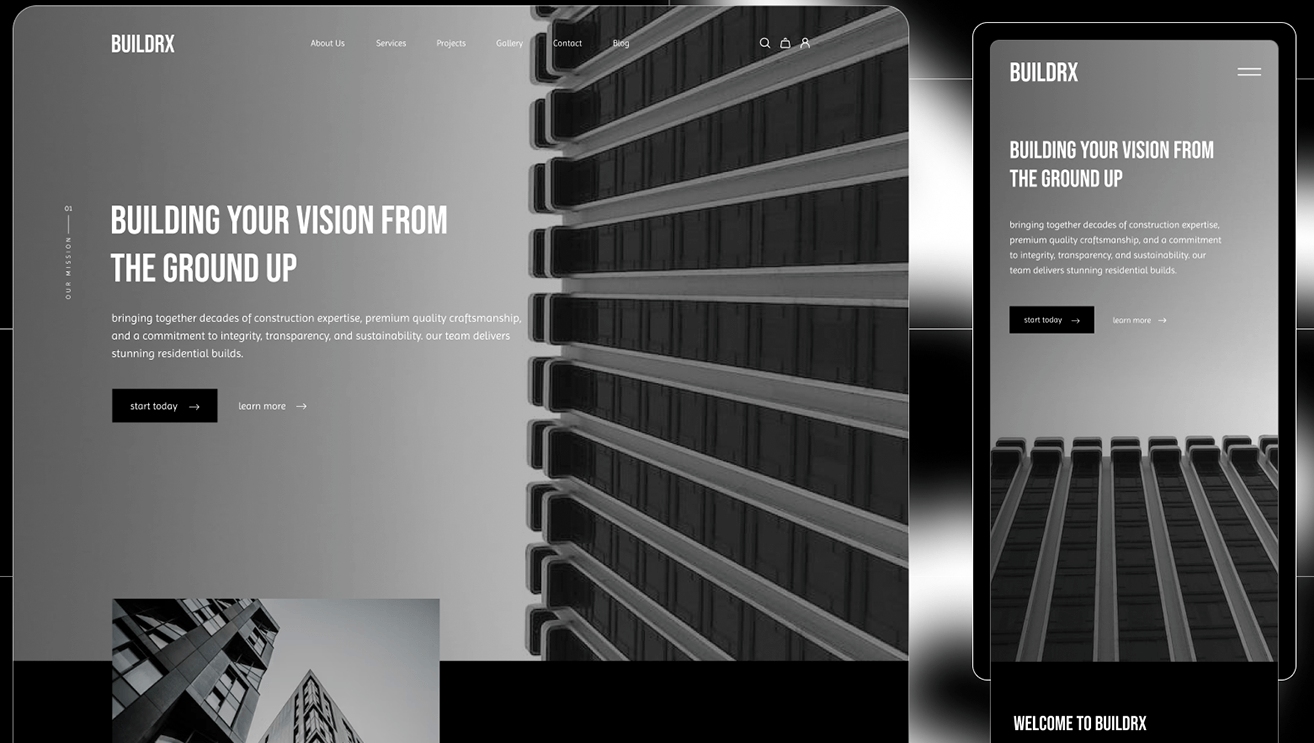 BUILDRX
About Us Services Projects Gallery Contact Blog
OUR MISSION 01
BUILDING YOUR VISION FROM
THE GROUND UP
bringing together decades of construction expertise, premium quality craftsmanship,
and a commitment to integrity, transparency, and sustainability. our team delivers
stunning residential builds.
start today → learn more →
BUILDRX
BUILDING YOUR VISION FROM
THE GROUND UP
bringing together decades of construction expertise,
premium quality craftsmanship, and a commitment
to integrity, transparency, and sustainability. our
team delivers stunning residential builds.
start today → learn more →
WELCOME TO BUILDRX